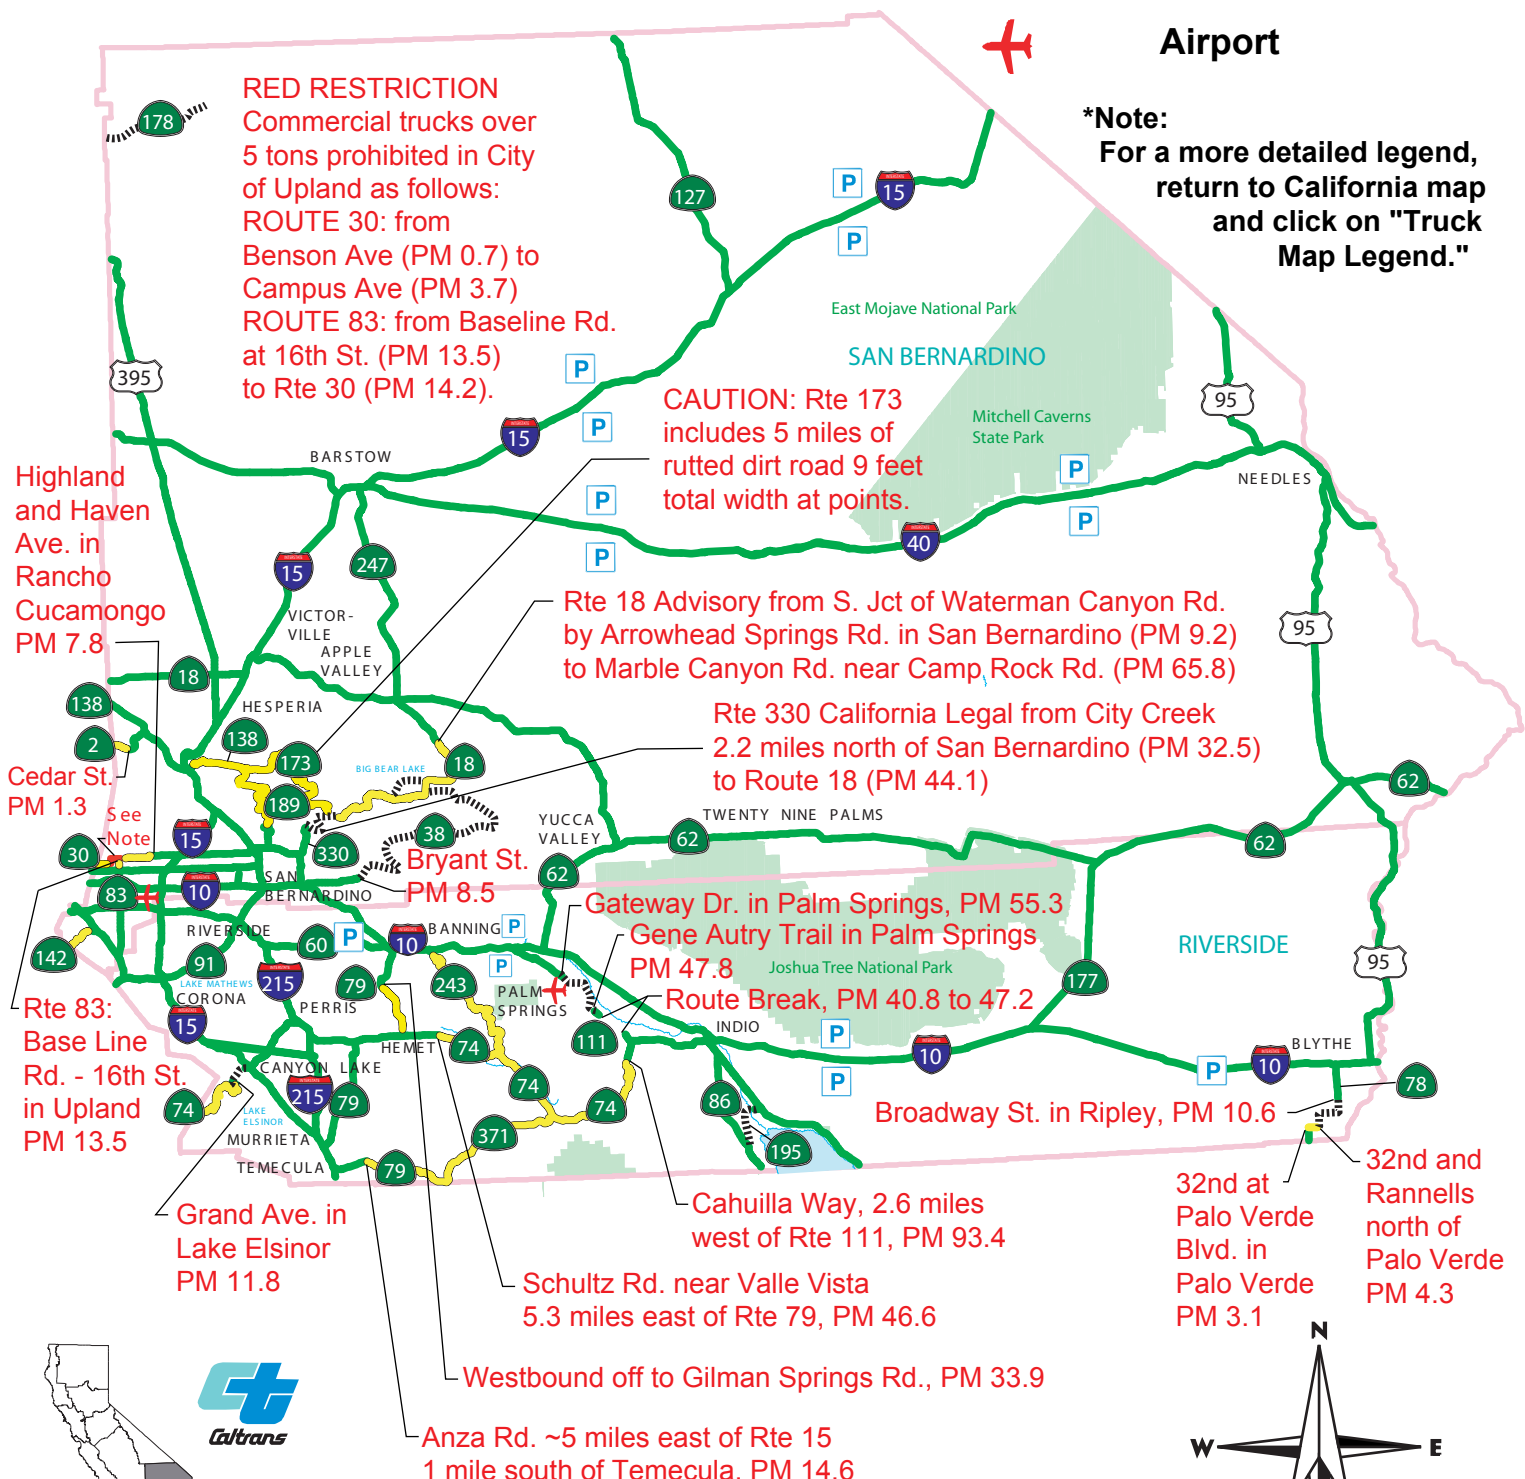 Airport
*Note:
For a more detailed legend,
return to California map
and click on "Truck
Map Legend."
RED RESTRICTION
Commercial trucks over
5 tons prohibited in City
of Upland as follows:
ROUTE 30: from
Benson Ave (PM 0.7) to
Campus Ave (PM 3.7)
ROUTE 83: from Baseline Rd.
at 16th St. (PM 13.5)
to Rte 30 (PM 14.2).
178
127
P
INTERSTATE
15
P
East Mojave National Park
SAN BERNARDINO
Mitchell Caverns
State Park
395
P
P
INTERSTATE
15
95
CAUTION: Rte 173
includes 5 miles of
rutted dirt road 9 feet
total width at points.
BARSTOW
NEEDLES
P
P
P
P
INTERSTATE
40
Highland
and Haven
Ave. in
Rancho
Cucamongo
PM 7.8
INTERSTATE
15
247
VICTOR-
VILLE
APPLE
VALLEY
Rte 18 Advisory from S. Jct of Waterman Canyon Rd.
by Arrowhead Springs Rd. in San Bernardino (PM 9.2)
to Marble Canyon Rd. near Camp Rock Rd. (PM 65.8)
95
18
138
HESPERIA
2
138
173
BIG BEAR LAKE
18
Rte 330 California Legal from City Creek
2.2 miles north of San Bernardino (PM 32.5)
to Route 18 (PM 44.1)
62
Cedar St.
PM 1.3
See
Note
189
38
YUCCA
VALLEY
TWENTY NINE PALMS
62
62
30
INTERSTATE
15
330
Bryant St.
PM 8.5
62
83
INTERSTATE
10
SAN
BERNARDINO
Gateway Dr. in Palm Springs, PM 55.3
Gene Autry Trail in Palm Springs
PM 47.8
Joshua Tree National Park
Route Break, PM 40.8 to 47.2
RIVERSIDE
RIVERSIDE
60
P
INTERSTATE
10
BANNING
P
P
142
91
LAKE MATHEWS
CORONA
INTERSTATE
215
PERRIS
79
243
PALM
SPRINGS
177
95
INTERSTATE
15
HEMET
74
111
INDIO
P
P
INTERSTATE
10
P
INTERSTATE
10
BLYTHE
78
Rte 83:
Base Line
Rd. - 16th St.
in Upland
PM 13.5
CANYON LAKE
74
LAKE
ELSINOR
INTERSTATE
215
79
74
74
86
Broadway St. in Ripley, PM 10.6
MURRIETA
TEMECULA
79
371
195
Grand Ave. in
Lake Elsinor
PM 11.8
Cahuilla Way, 2.6 miles
west of Rte 111, PM 93.4
32nd at
Palo Verde
Blvd. in
Palo Verde
PM 3.1
32nd and
Rannells
north of
Palo Verde
PM 4.3
Schultz Rd. near Valle Vista
5.3 miles east of Rte 79, PM 46.6
Westbound off to Gilman Springs Rd., PM 33.9
Anza Rd. ~5 miles east of Rte 15
1 mile south of Temecula, PM 14.6
Caltrans
N
W
E